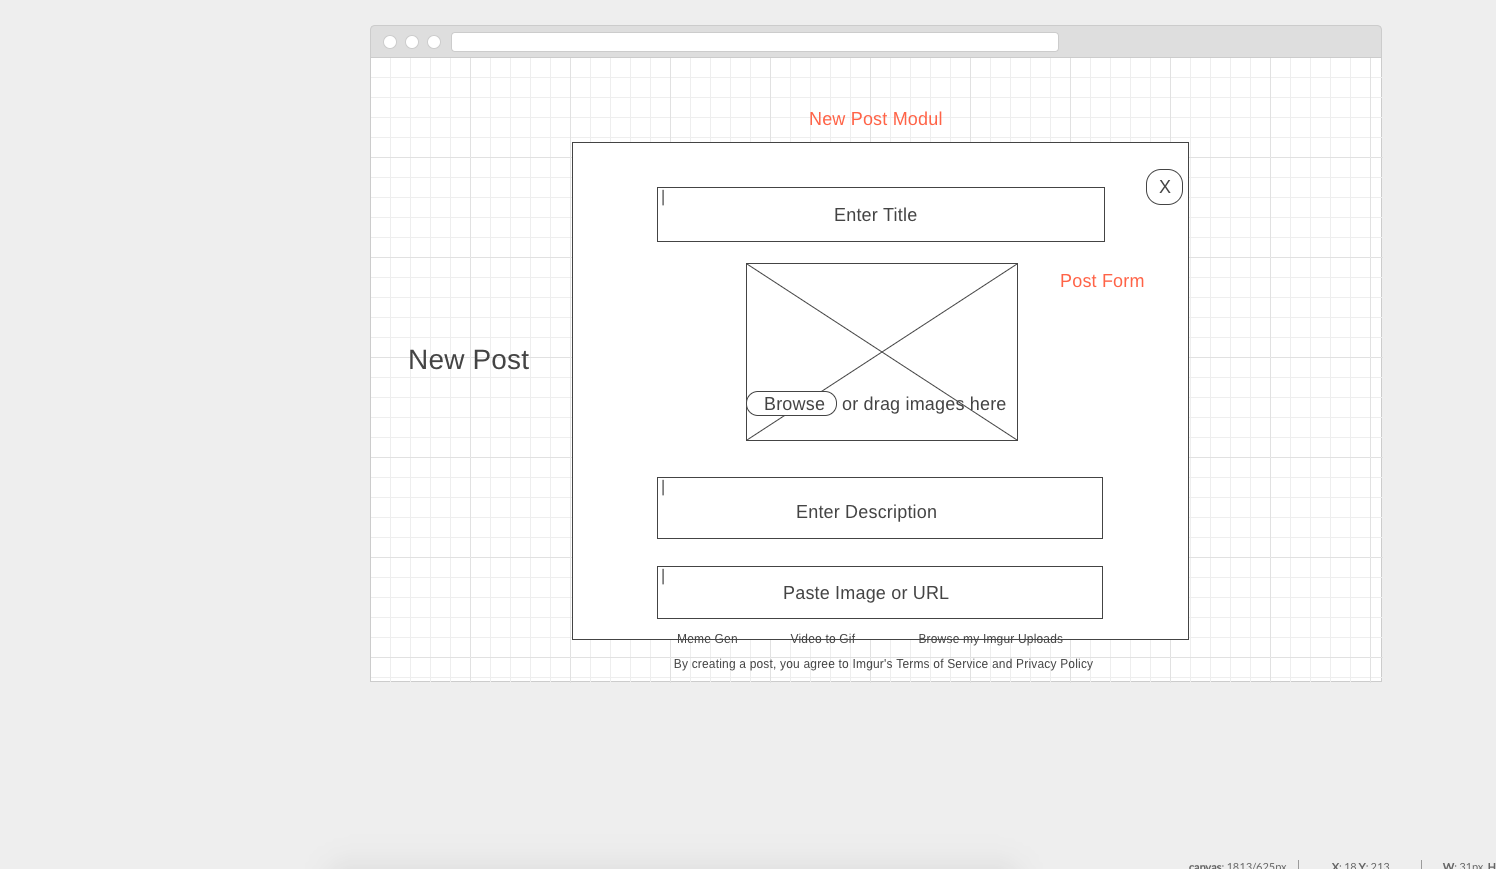 New Post Modul
X
Enter Title
Post Form
New Post
Browse or drag images here
Enter Description
Paste Image or URL
Meme Gen Video to Gif Browse my Imgur Uploads
By creating a post, you agree to Imgur's Terms of Service and Privacy Policy
canvas: 1813/625px X: 18 Y: 213 W: 31px H